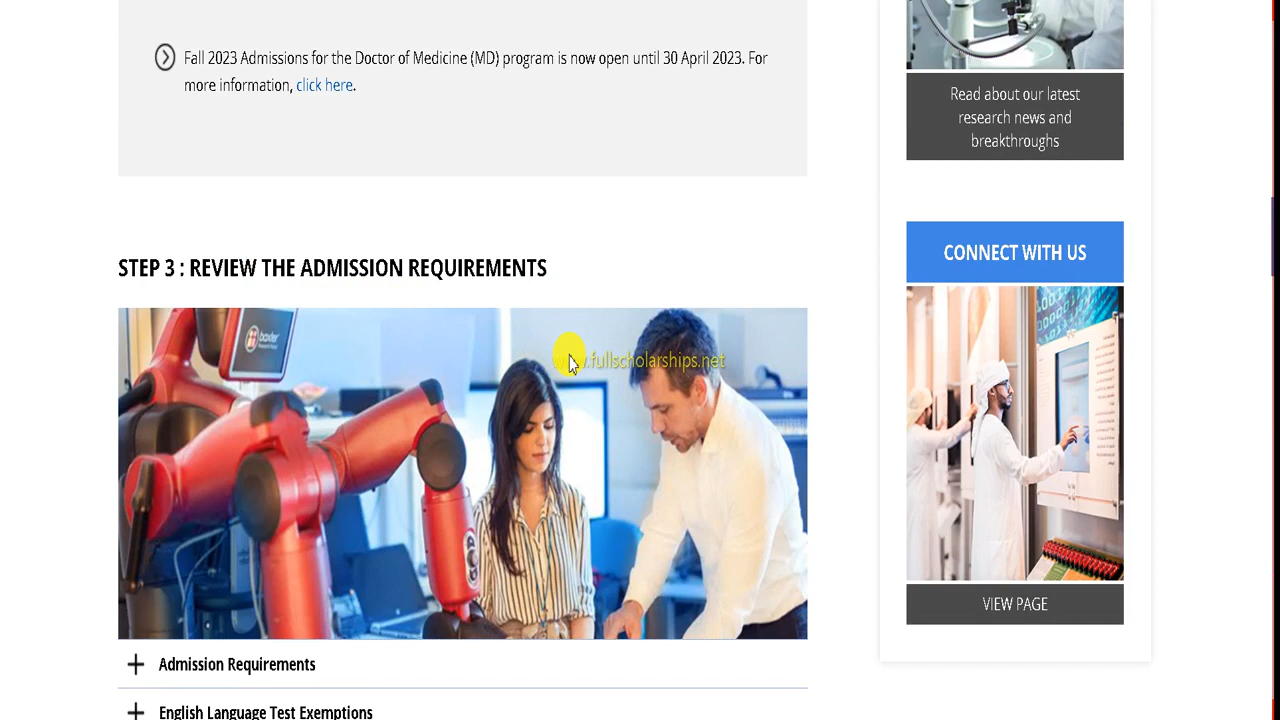 Fall 2023 Admissions for the Doctor of Medicine (MD) program is now open until 30 April 2023. For
more information, click here.
STEP 3 : REVIEW THE ADMISSION REQUIREMENTS
baxter
.fullscholarships.net
Admission Requirements
English Language Test Exemptions
Read about our latest
research news and
breakthroughs
CONNECT WITH US
VIEW PAGE